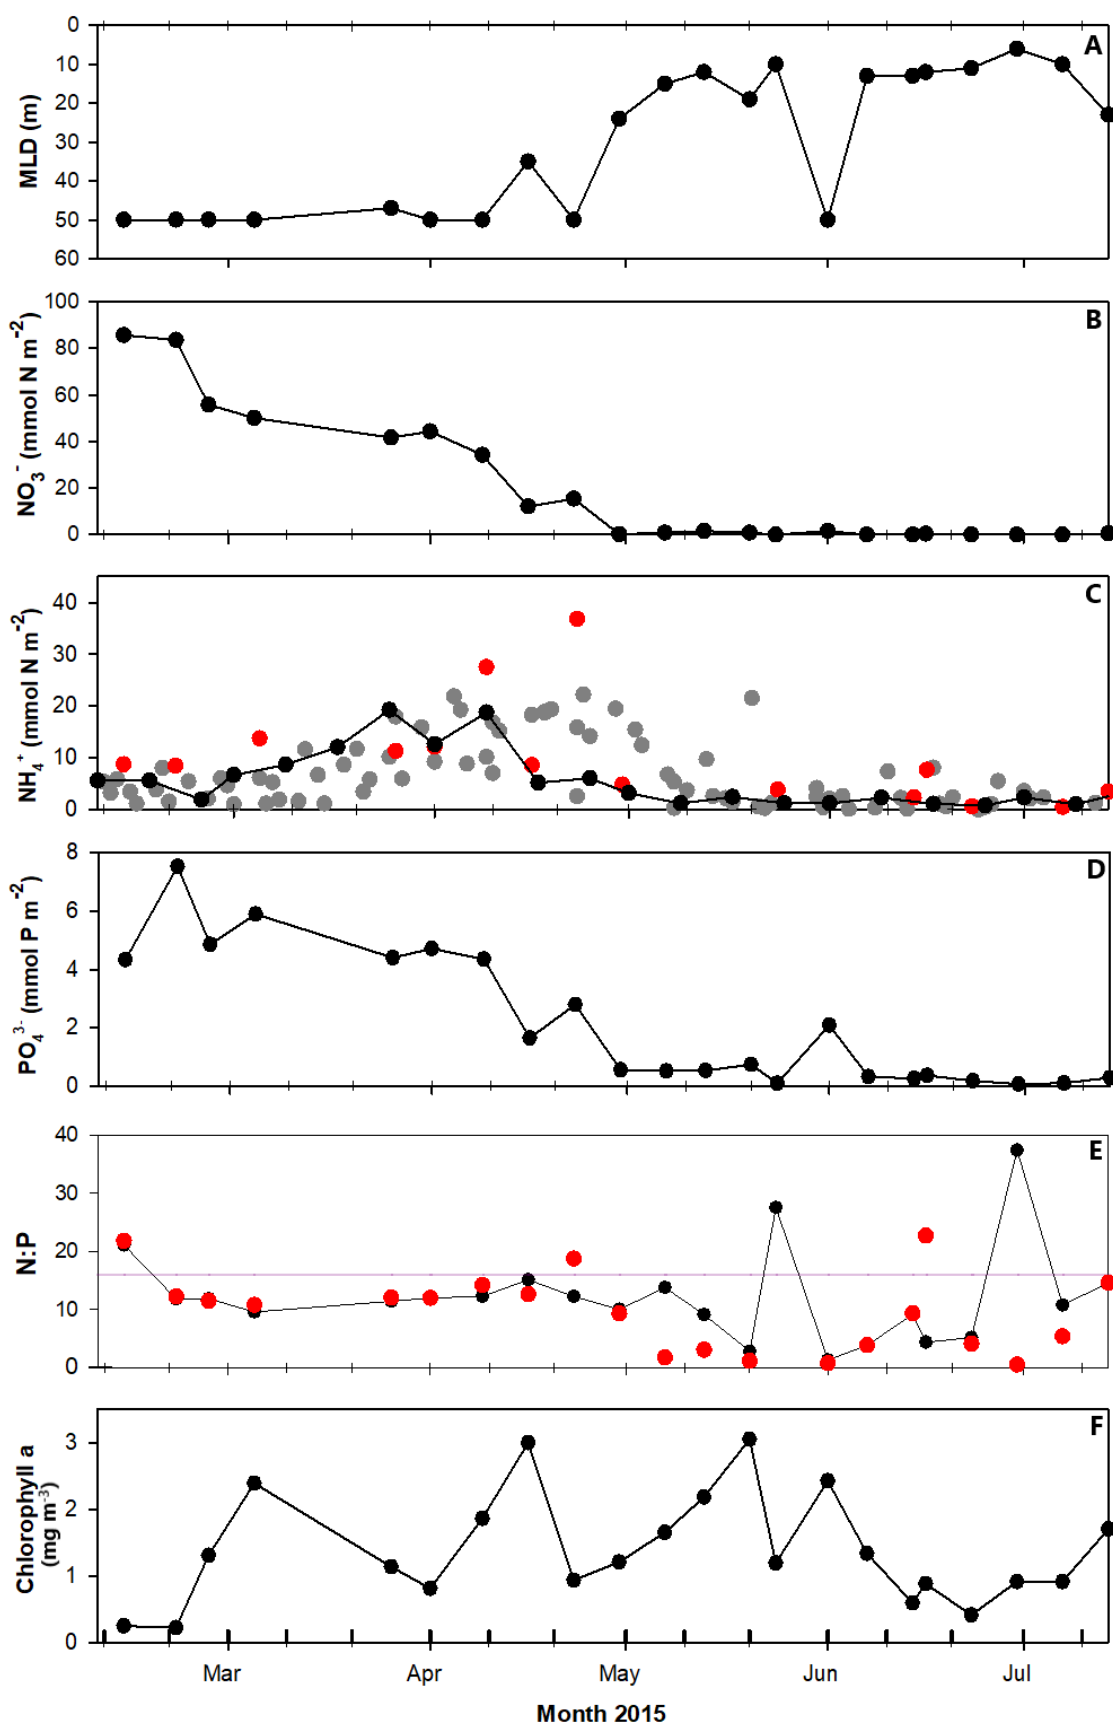 A
0
10
20
30
40
50
60
MLD (m)
B
100
80
60
40
20
0
NO₃⁻ (mmol N m⁻²)
C
40
30
20
10
0
NH₄⁺ (mmol N m⁻²)
D
8
6
4
2
0
PO₄³⁻ (mmol P m⁻²)
E
40
30
20
10
0
N:P
F
3
2
1
0
Chlorophyll a
(mg m⁻³)
Mar Apr May Jun Jul
Month 2015